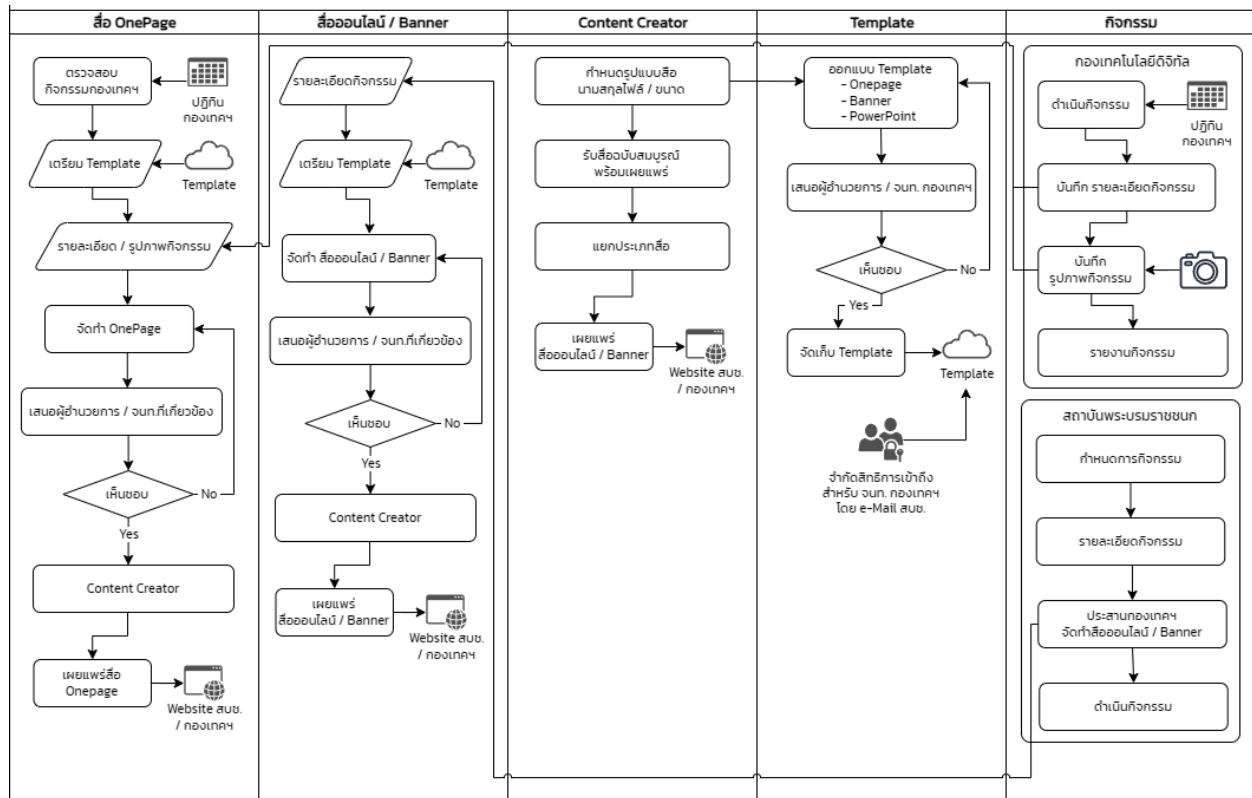 สื่อ OnePage
สื่อออนไลน์ / Banner
Content Creator
Template
กิจกรรม
ตรวจสอบ
กิจกรรมกองเทคฯ
ปฏิทิน
กองเทคฯ
เตรียม Template
Template
รายละเอียด / รูปภาพกิจกรรม
จัดทำ OnePage
เสนอผู้อำนวยการ / จนท.ที่เกี่ยวข้อง
เห็นชอบ
No
Yes
Content Creator
เผยแพร่สื่อ
Onepage
Website สบช.
/ กองเทคฯ
รายละเอียดกิจกรรม
เตรียม Template
Template
จัดทำ สื่อออนไลน์ / Banner
เสนอผู้อำนวยการ / จนท.ที่เกี่ยวข้อง
เห็นชอบ
No
Yes
Content Creator
เผยแพร่
สื่อออนไลน์ / Banner
Website สบช.
/ กองเทคฯ
กำหนดรูปแบบสื่อ
นามสกุลไฟล์ / ขนาด
รับสื่อฉบับสมบูรณ์
พร้อมเผยแพร่
แยกประเภทสื่อ
เผยแพร่
สื่อออนไลน์ / Banner
Website สบช.
/ กองเทคฯ
ออกแบบ Template
- Onepage
- Banner
- PowerPoint
เสนอผู้อำนวยการ / จนท. กองเทคฯ
เห็นชอบ
No
Yes
จัดเก็บ Template
Template
จำกัดสิทธิการเข้าถึง
สำหรับ จนท. กองเทคฯ
โดย e-Mail สบช.
กองเทคโนโลยีดิจิทัล
ดำเนินกิจกรรม
ปฏิทิน
กองเทคฯ
บันทึก รายละเอียดกิจกรรม
บันทึก
รูปภาพกิจกรรม
รายงานกิจกรรม
สถาบันพระบรมราชชนก
กำหนดการกิจกรรม
รายละเอียดกิจกรรม
ประสานกองเทคฯ
จัดทำสื่อออนไลน์ / Banner
ดำเนินกิจกรรม